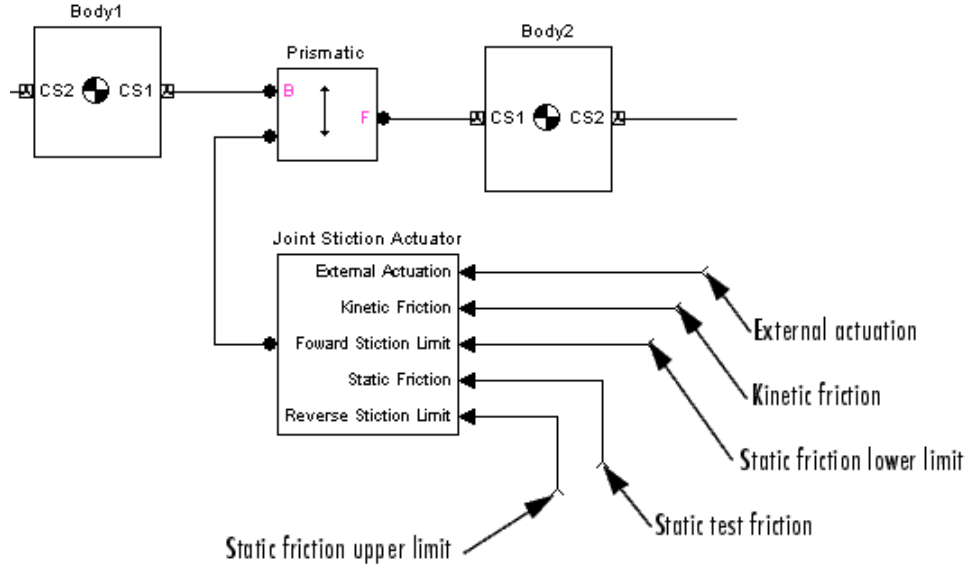 Body1
Body2
Prismatic
CS2 CS1
B
F
CS1 CS2
Joint Stiction Actuator
External Actuation
Kinetic Friction
Foward Stiction Limit
Static Friction
Reverse Stiction Limit
External actuation
Kinetic friction
Static friction lower limit
Static test friction
Static friction upper limit